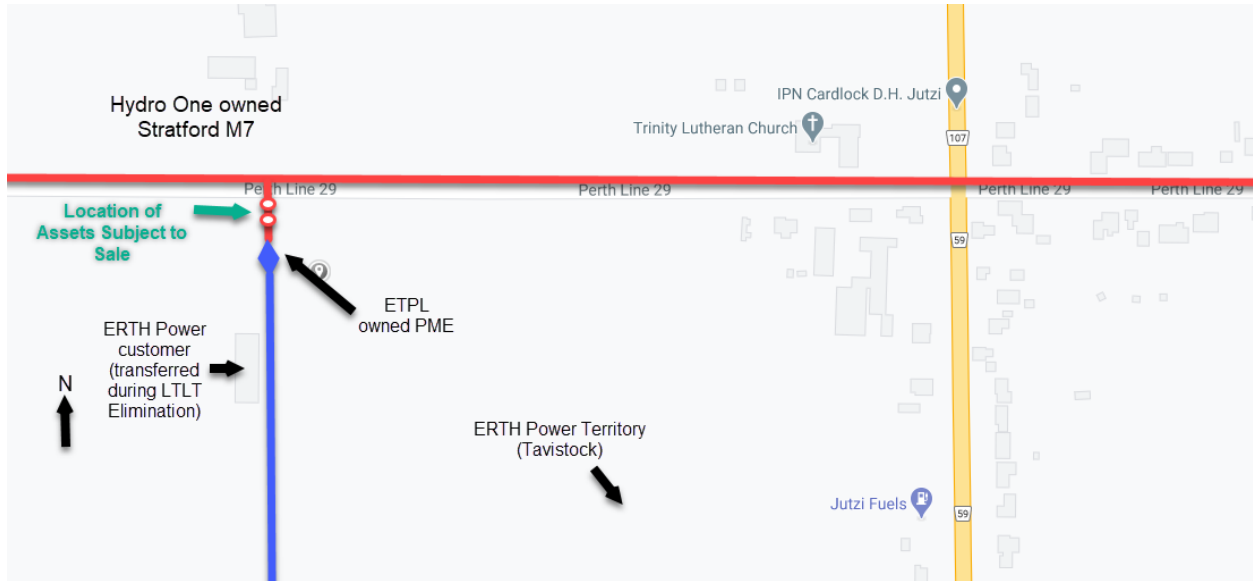 Hydro One owned
Stratford M7
IPN Cardlock D.H. Jutzi
Trinity Lutheran Church
107
Perth Line 29
Perth Line 29
Perth Line 29
Perth Line 29
Location of
Assets Subject to
Sale
59
ETPL
owned PME
ERTH Power
customer
(transferred
during LTLT
Elimination)
N
ERTH Power Territory
(Tavistock)
Jutzi Fuels
59